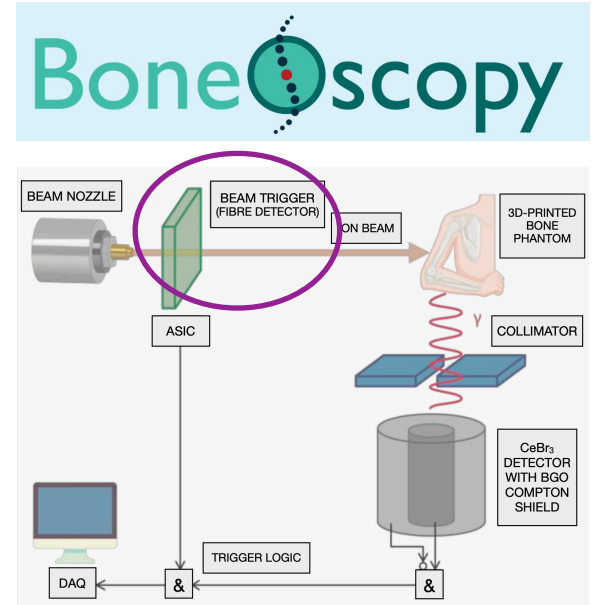 BoneOscopy
BEAM NOZZLE
BEAM TRIGGER
(FIBRE DETECTOR)
ION BEAM
3D-PRINTED
BONE
PHANTOM
ASIC
γ
COLLIMATOR
CeBr₃
DETECTOR
WITH BGO
COMPTON
SHIELD
TRIGGER LOGIC
DAQ
&
&